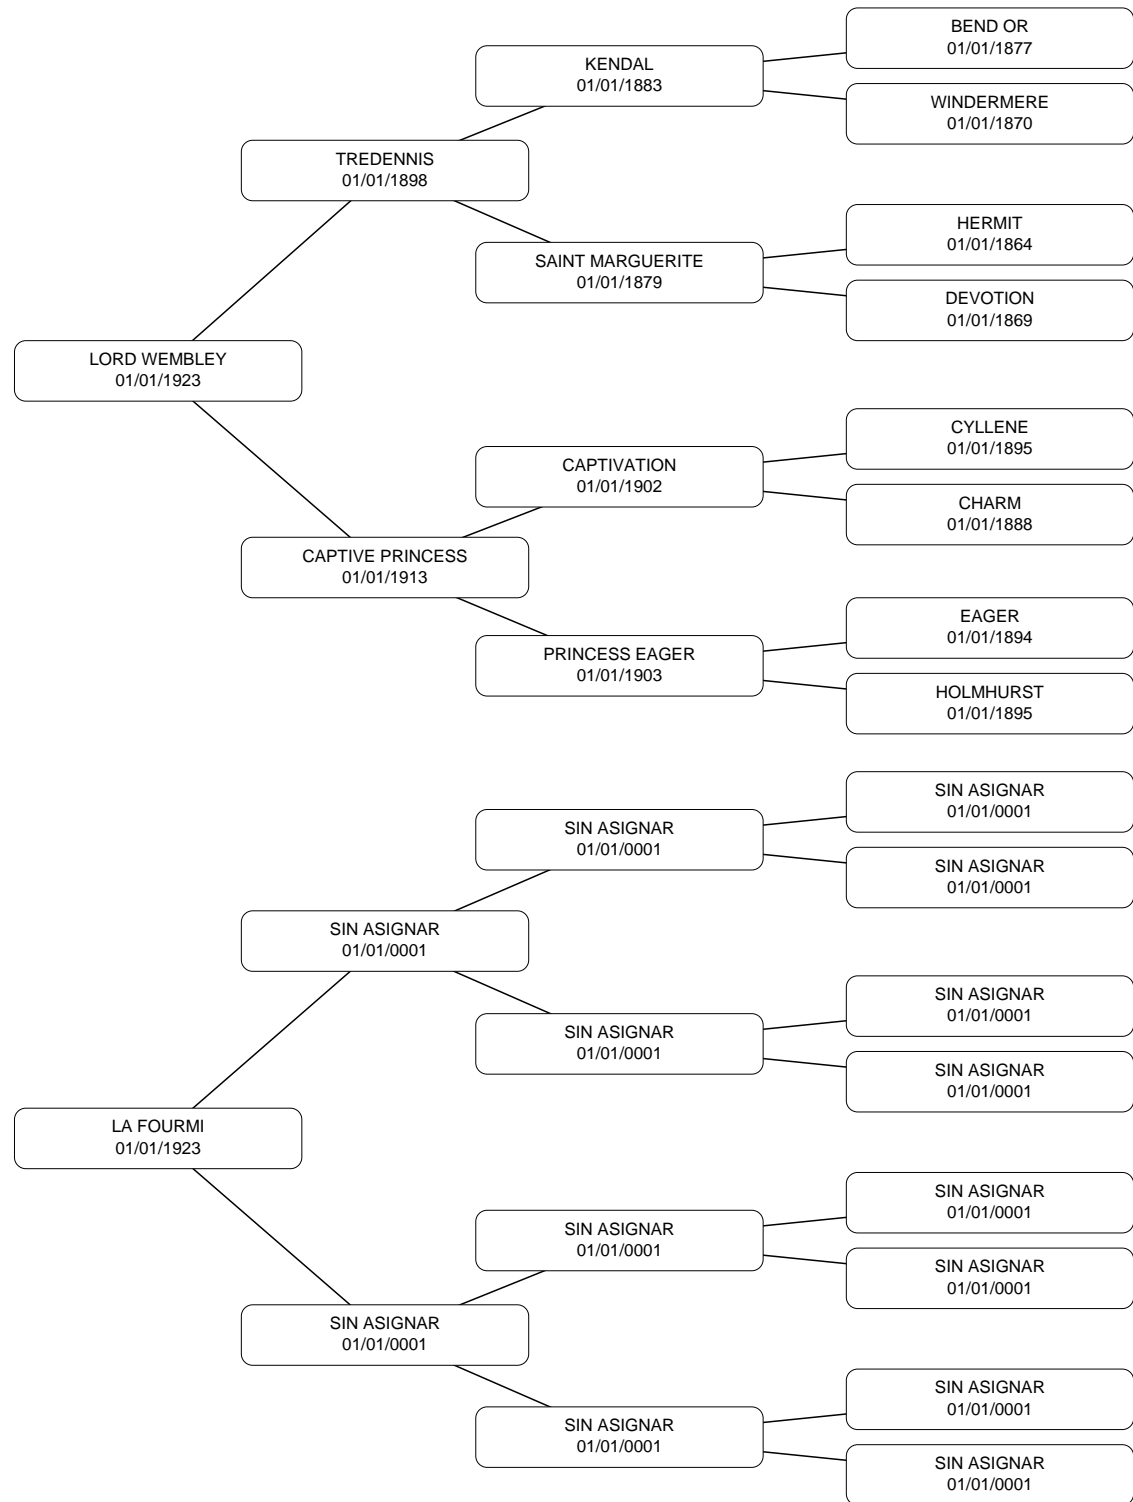 BEND OR
01/01/1877
KENDAL
01/01/1883
WINDERMERE
01/01/1870
TREDENNIS
01/01/1898
HERMIT
01/01/1864
SAINT MARGUERITE
01/01/1879
DEVOTION
01/01/1869
LORD WEMBLEY
01/01/1923
CYLLENE
01/01/1895
CAPTIVATION
01/01/1902
CHARM
01/01/1888
CAPTIVE PRINCESS
01/01/1913
EAGER
01/01/1894
PRINCESS EAGER
01/01/1903
HOLMHURST
01/01/1895
SIN ASIGNAR
01/01/0001
SIN ASIGNAR
01/01/0001
SIN ASIGNAR
01/01/0001
SIN ASIGNAR
01/01/0001
SIN ASIGNAR
01/01/0001
SIN ASIGNAR
01/01/0001
SIN ASIGNAR
01/01/0001
LA FOURMI
01/01/1923
SIN ASIGNAR
01/01/0001
SIN ASIGNAR
01/01/0001
SIN ASIGNAR
01/01/0001
SIN ASIGNAR
01/01/0001
SIN ASIGNAR
01/01/0001
SIN ASIGNAR
01/01/0001
SIN ASIGNAR
01/01/0001